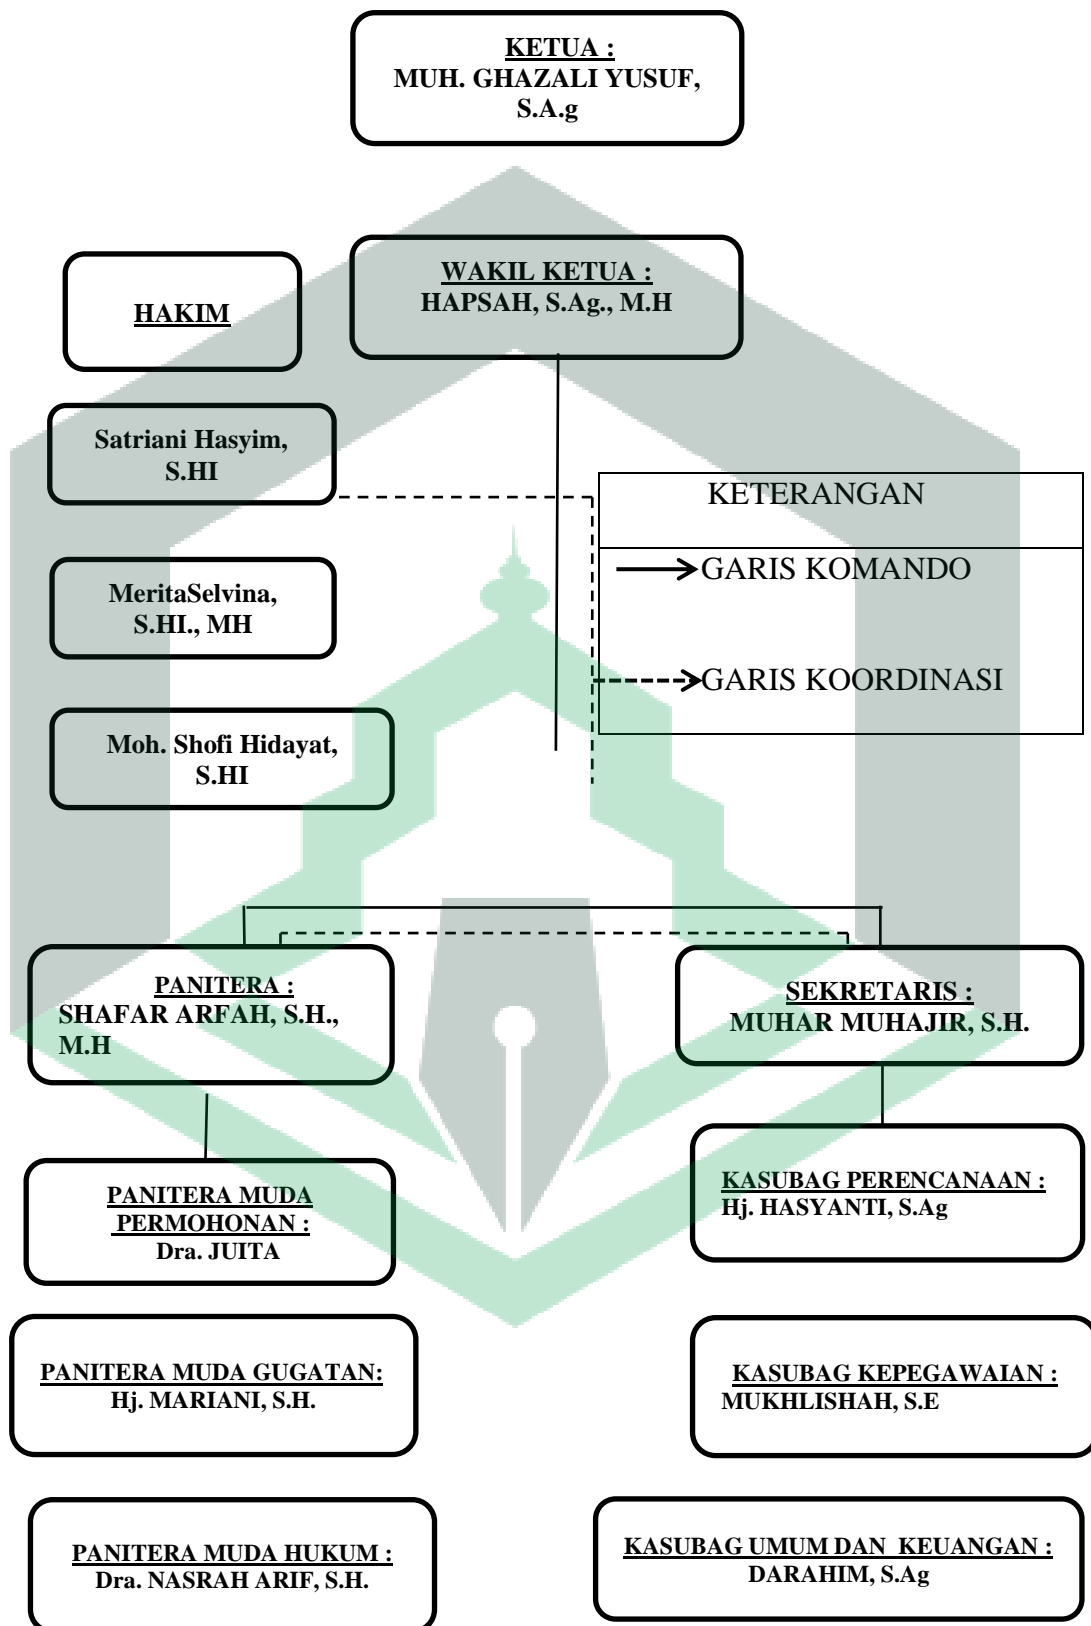 KETUA :
MUH. GHAZALI YUSUF,
S.A.g
WAKIL KETUA :
HAPSAH, S.Ag., M.H
HAKIM
Satriani Hasyim,
S.HI
MeritaSelvina,
S.HI., MH
Moh. Shofi Hidayat,
S.HI
KETERANGAN
GARIS KOMANDO
GARIS KOORDINASI
PANITERA :
SHAFAR ARFAH, S.H.,
M.H
SEKRETARIS :
MUHAR MUHAJIR, S.H.
PANITERA MUDA
PERMOHONAN :
Dra. JUITA
KASUBAG PERENCANAAN :
Hj. HASYANTI, S.Ag
PANITERA MUDA GUGATAN:
Hj. MARIANI, S.H.
KASUBAG KEPEGAWAIAN :
MUKHLISHAH, S.E
PANITERA MUDA HUKUM :
Dra. NASRAH ARIF, S.H.
KASUBAG UMUM DAN  KEUANGAN :
DARAHIM, S.Ag